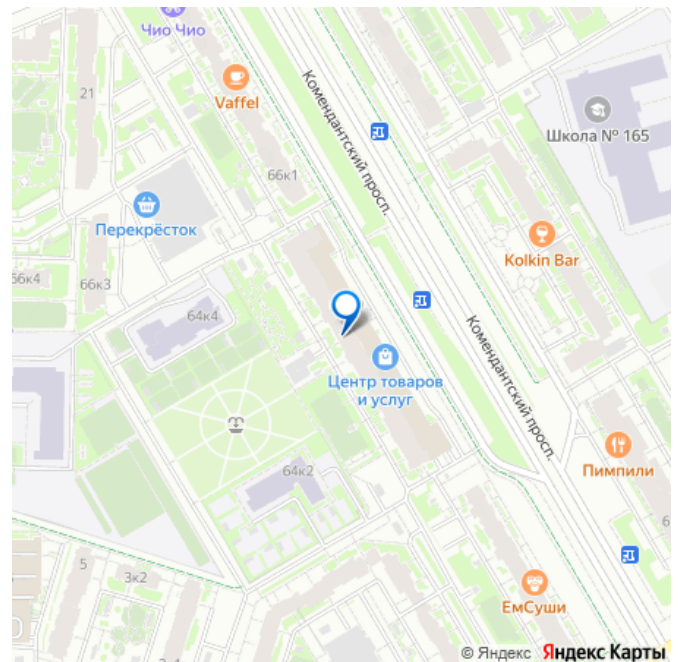 Чио Чио
21
Vaffel
Комендантский просп.
Школа № 165
66к1
Перекрёсток
Kolkin Bar
66к4
66к3
64к4
Комендантский просп.
Центр товаров
и услуг
64к2
Пимпили
5
3к2
ЕмСуши
© Яндекс Яндекс Карты